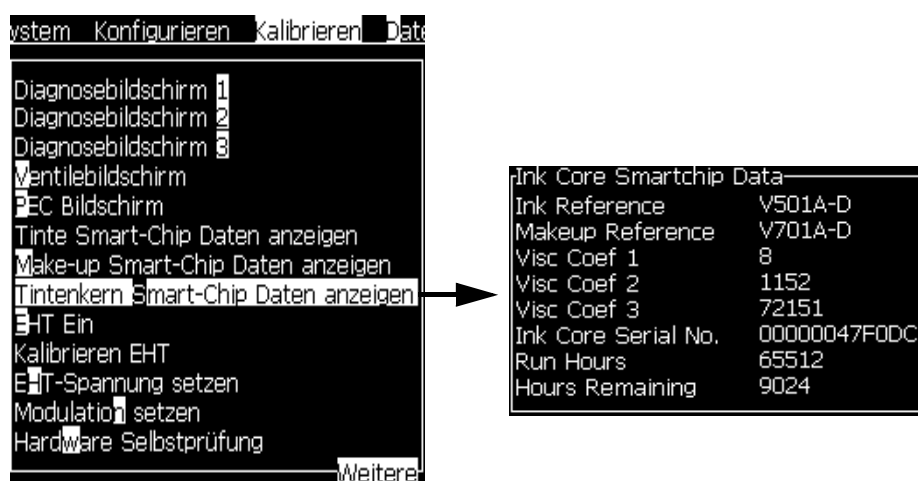 ystem Konfigurieren Kalibrieren Date
Diagnosebildschirm 1
Diagnosebildschirm 2
Diagnosebildschirm 3
Ventilebildschirm
PEC Bildschirm
Tinte Smart-Chip Daten anzeigen
Make-up Smart-Chip Daten anzeigen
Tintenkern Smart-Chip Daten anzeigen
EHT Ein
Kalibrieren EHT
EHT-Spannung setzen
Modulation setzen
Hardware Selbstprüfung
Weitere
Ink Core Smartchip Data
Ink Reference V501A-D
Makeup Reference V701A-D
Visc Coef 1 8
Visc Coef 2 1152
Visc Coef 3 72151
Ink Core Serial No. 00000047F0DC
Run Hours 65512
Hours Remaining 9024